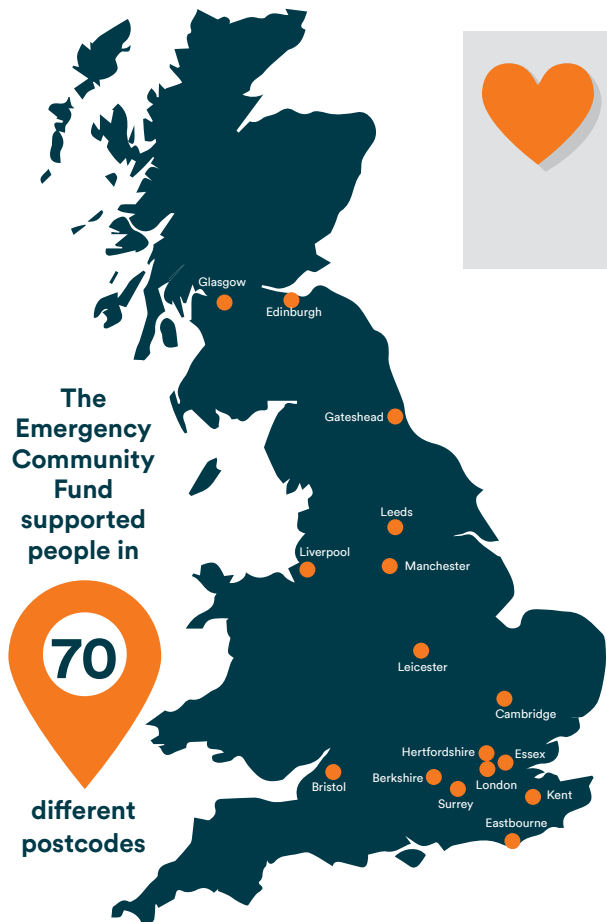 Glasgow
Edinburgh
Gateshead
The
Emergency
Community
Fund
supported
people in
70
different
postcodes
Leeds
Liverpool
Manchester
Leicester
Cambridge
Hertfordshire
Essex
Berkshire
London
Bristol
Surrey
Kent
Eastbourne